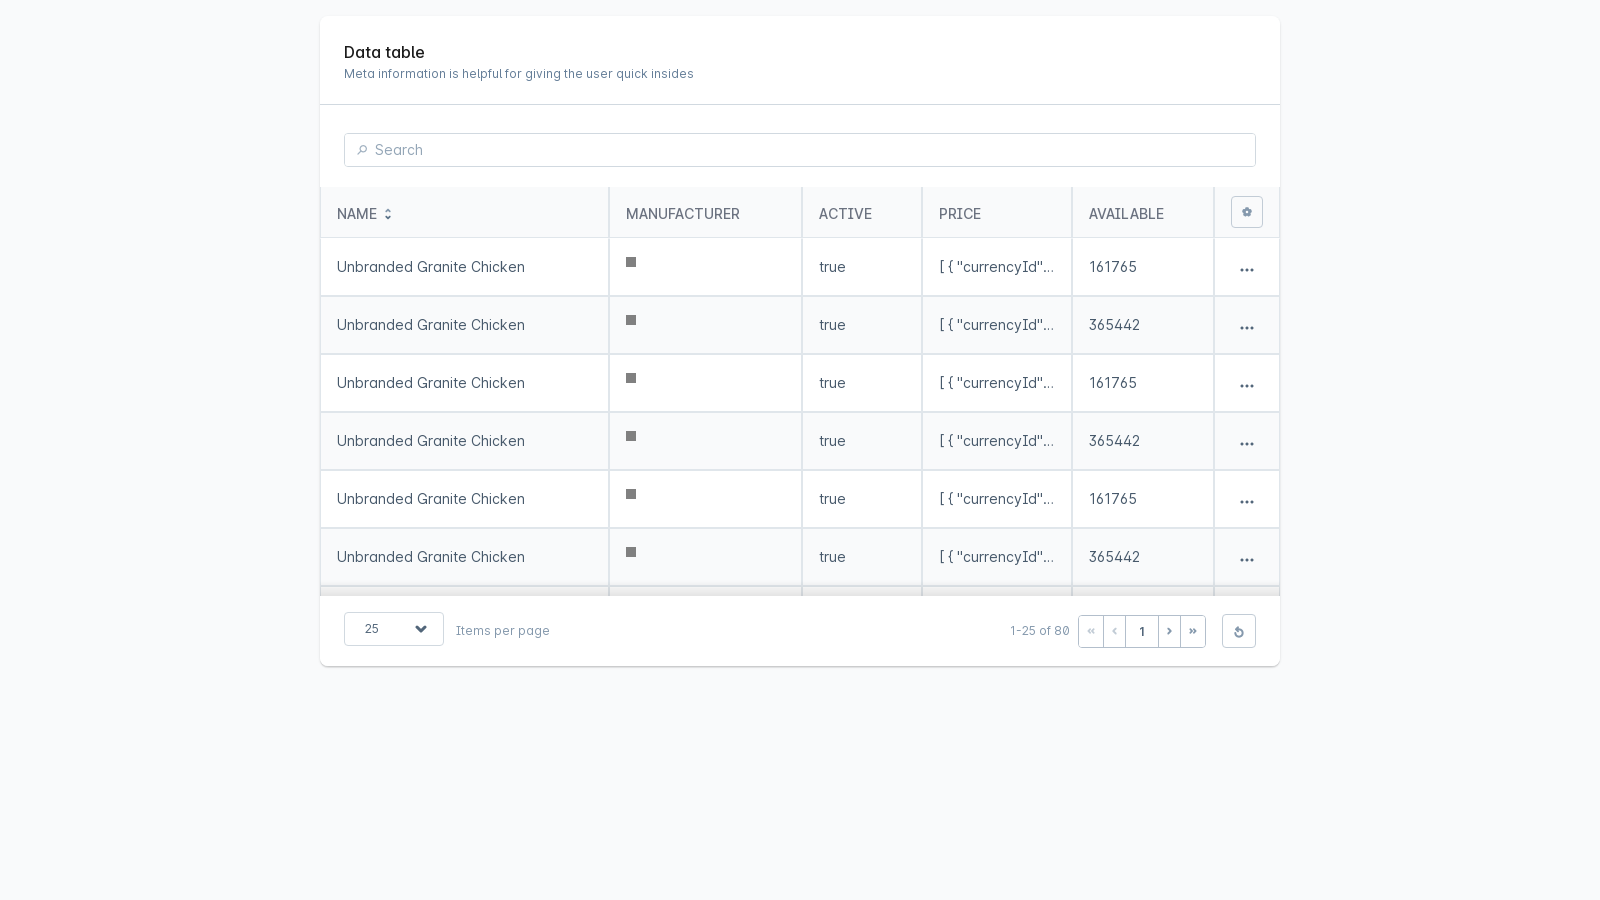 Data table
Meta information is helpful for giving the user quick insides
Search
NAME MANUFACTURER ACTIVE PRICE AVAILABLE
Unbranded Granite Chicken true [ { "currencyId"... 161765 ...
Unbranded Granite Chicken true [ { "currencyId"... 365442 ...
Unbranded Granite Chicken true [ { "currencyId"... 161765 ...
Unbranded Granite Chicken true [ { "currencyId"... 365442 ...
Unbranded Granite Chicken true [ { "currencyId"... 161765 ...
Unbranded Granite Chicken true [ { "currencyId"... 365442 ...
25 Items per page 1-25 of 80 « ‹ 1 › »